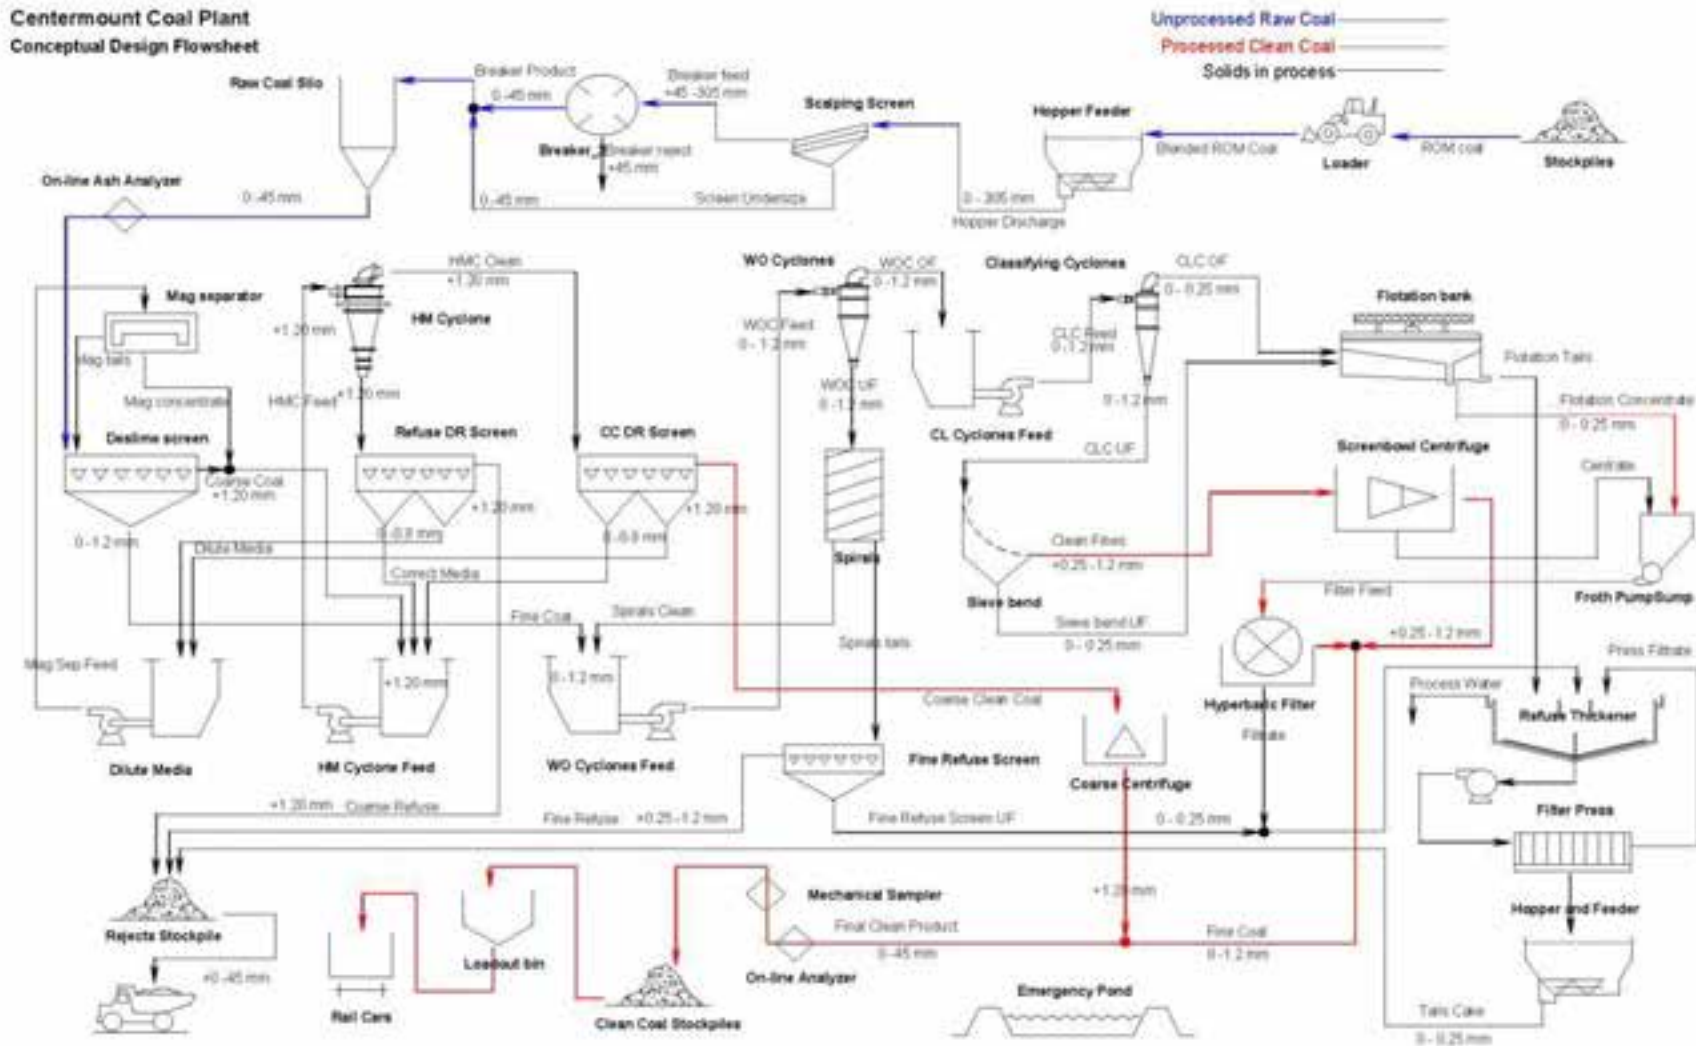 Centermount Coal Plant
Conceptual Design Flowsheet
Unprocessed Raw Coal
Processed Clean Coal
Solids in process
Raw Coal Silo
Breaker Product
0 -45 mm
Breaker feed
+45 -305 mm
Scalping Screen
Hopper Feeder
Blended ROM Coal
Loader
ROM coal
Stockpiles
Breaker
Breaker reject
+45 mm
On-line Ash Analyzer
0 -45 mm
0 -45 mm
Screen Undersize
0 - 305 mm
Hopper Discharge
Mag separator
HMC Clean
+1.20 mm
HM Cyclone
+1.20 mm
WO Cyclones
WOC OF
0 -1.2 mm
Classifying Cyclones
CLC OF
0 - 0.25 mm
Flotation bank
WOC Feed
0 - 1.2 mm
CLC Feed
0 -1.2 mm
Flotation Tails
Mag tails
Mag concentrate
HMC Feed
+1.20 mm
WOC UF
0 -1.2 mm
0 -1.2 mm
Flotation Concentrate
0 - 0.25 mm
Deslime screen
Refuse DR Screen
CC DR Screen
CL Cyclones Feed
CLC UF
Screenbowl Centrifuge
Centrate
Coarse Coal
+1.20 mm
+1.20 mm
+1.20 mm
0 -1.2 mm
0 -0.8 mm
0 -0.8 mm
Dilute Media
Correct Media
Spirals
Clean Fines
+0.25 -1.2 mm
Sieve bend
Filter Feed
Froth PumpSump
Fine Coal
Spirals Clean
Sieve bend UF
0 - 0.25 mm
+0.25 -1.2 mm
Spirals tails
Press Filtrate
Mag Sep Feed
+1.20 mm
0 -1.2 mm
Coarse Clean Coal
Process Water
Hyperbaric Filter
Filtrate
Refuse Thickener
Dilute Media
HM Cyclone Feed
WO Cyclones Feed
Fine Refuse Screen
Coarse Centrifuge
+1.20 mm
Coarse Refuse
Fine Refuse
+0.25 -1.2 mm
Fine Refuse Screen UF
0 - 0.25 mm
Filter Press
Mechanical Sampler
+1.20 mm
Hopper and Feeder
Rejects Stockpile
Final Clean Product
0 -45 mm
Fine Coal
0 -1.2 mm
+0 -45 mm
Loadout bin
On-line Analyzer
Rail Cars
Clean Coal Stockpiles
Emergency Pond
Tails Cake
0 - 0.25 mm